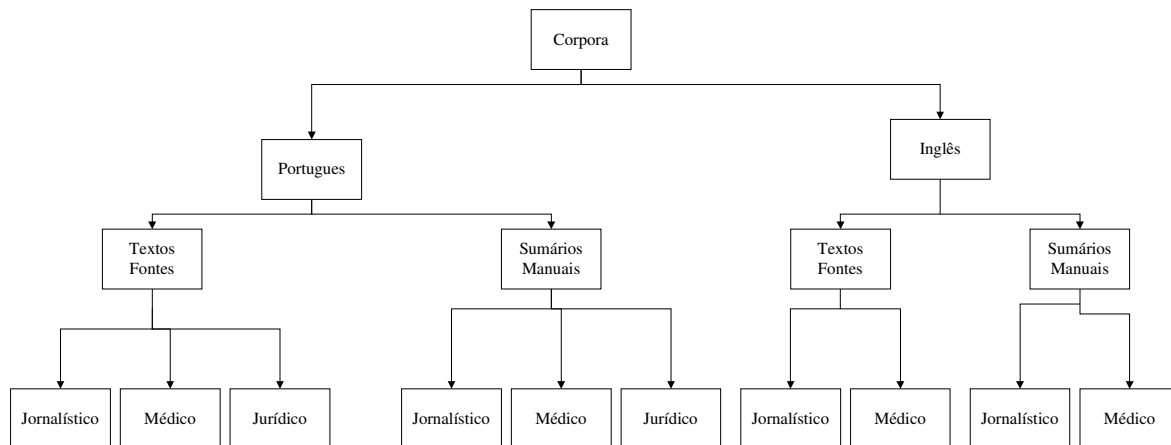 Corpora
Portugues
Inglês
Textos
Fontes
Sumários
Manuais
Textos
Fontes
Sumários
Manuais
Jornalístico
Médico
Jurídico
Jornalístico
Médico
Jurídico
Jornalístico
Médico
Jornalístico
Médico